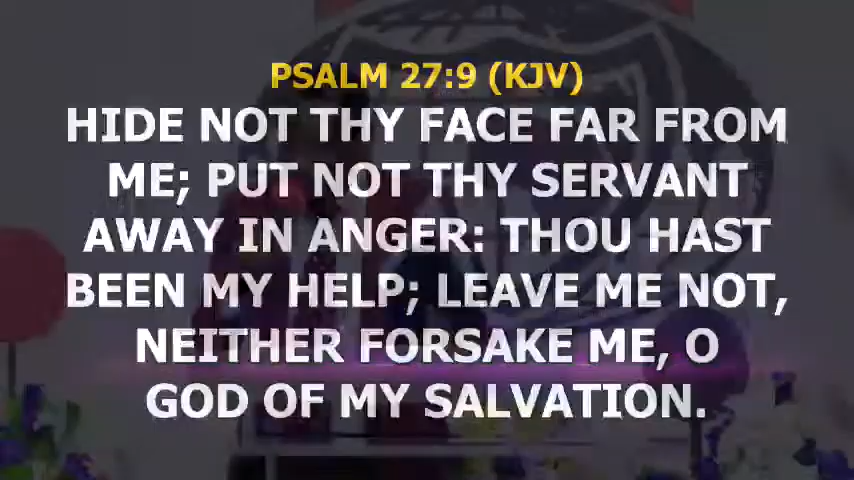 PSALM 27:9 (KJV)
HIDE NOT THY FACE FAR FROM
ME; PUT NOT THY SERVANT
AWAY IN ANGER: THOU HAST
BEEN MY HELP; LEAVE ME NOT,
NEITHER FORSAKE ME, O
GOD OF MY SALVATION.